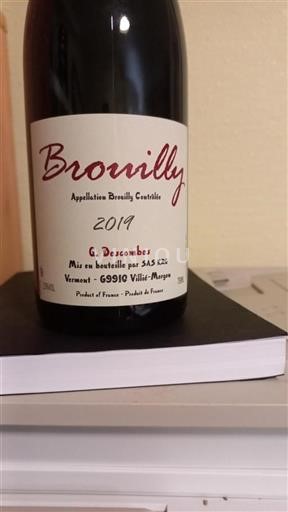 Brouilly
Appellation Brouilly Contrôlée
2019
G. Descombes
Mis en bouteille par SAS K2G
Vermont - 69910 Villié-Morgon
Product of France - Produit de France